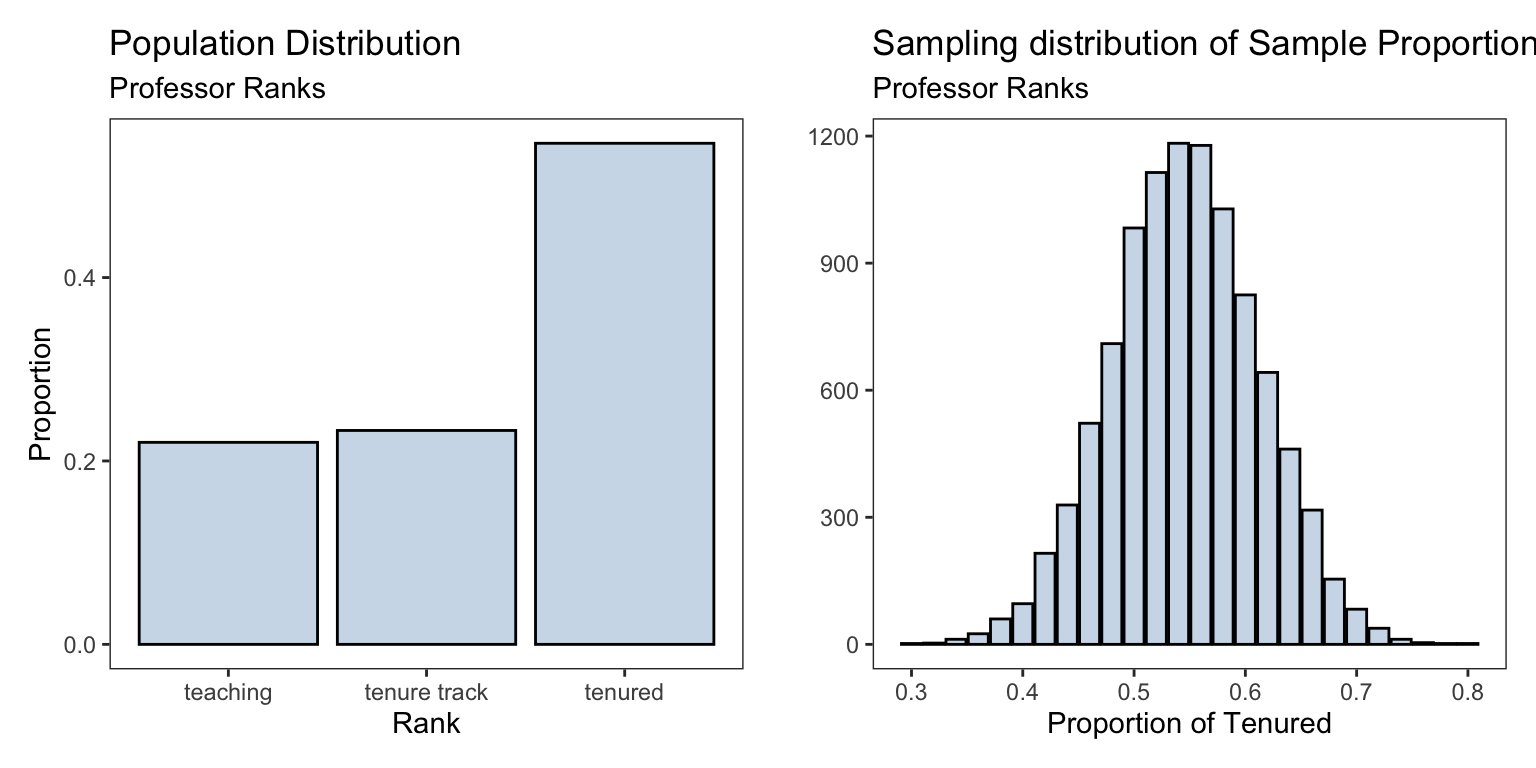 Population Distribution
Professor Ranks
Proportion
0.4
0.2
0.0
teaching
tenure track
tenured
Rank
Sampling distribution of Sample Proportion
Professor Ranks
1200
900
600
300
0
0.3
0.4
0.5
0.6
0.7
0.8
Proportion of Tenured